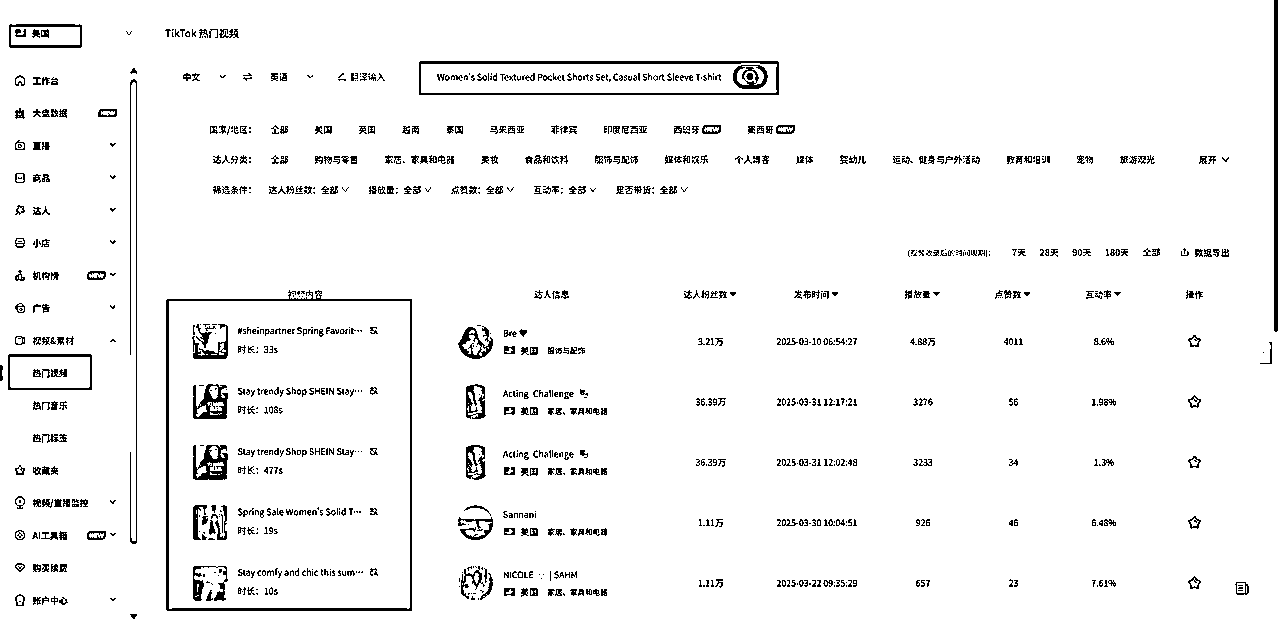 美国
TikTok 热门视频
中文 英语 翻译输入 Women's Solid Textured Pocket Shorts Set, Casual Short Sleeve T-shirt
工作台
大盘数据 NEW
直播
商品
达人
小店
机构榜 NEW
广告
视频&素材
热门视频
热门音乐
热门标签
收藏夹
视频/直播监控
AI工具箱 NEW
购买续费
账户中心
国家/地区： 全部 美国 英国 越南 泰国 马来西亚 菲律宾 印度尼西亚 西班牙 NEW 墨西哥 NEW
达人分类： 全部 购物与零售 家居、家具和电器 美妆 食品和饮料 服饰与配饰 媒体和娱乐 个人博客 媒体 婴幼儿 运动、健身与户外活动 教育和培训 宠物 旅游观光 展开
筛选条件： 达人粉丝数：全部 播放量：全部 点赞数：全部 互动率：全部 是否带货：全部
(视频收录后的时间周期)： 7天 28天 90天 180天 全部 数据导出
视频内容 达人信息 达人粉丝数 发布时间 播放量 点赞数 互动率 操作
#sheinpartner Spring Favorit···
时长：33s
Bre ♥
美国 服饰与配饰
3.21万 2025-03-10 06:54:27 4.88万 4011 8.6%
Stay trendy Shop SHEIN Stay···
时长：108s
Acting Challenge
美国 家居、家具和电器
36.39万 2025-03-31 12:17:21 3276 56 1.98%
Stay trendy Shop SHEIN Stay···
时长：477s
Acting Challenge
美国 家居、家具和电器
36.39万 2025-03-31 12:02:48 3233 34 1.3%
Spring Sale Women's Solid T···
时长：19s
Sannani
美国 家居、家具和电器
1.11万 2025-03-30 10:04:51 926 46 6.48%
Stay comfy and chic this sum···
时长：10s
NICOLE | SAHM
美国 家居、家具和电器
1.21万 2025-03-22 09:35:29 657 23 7.61%